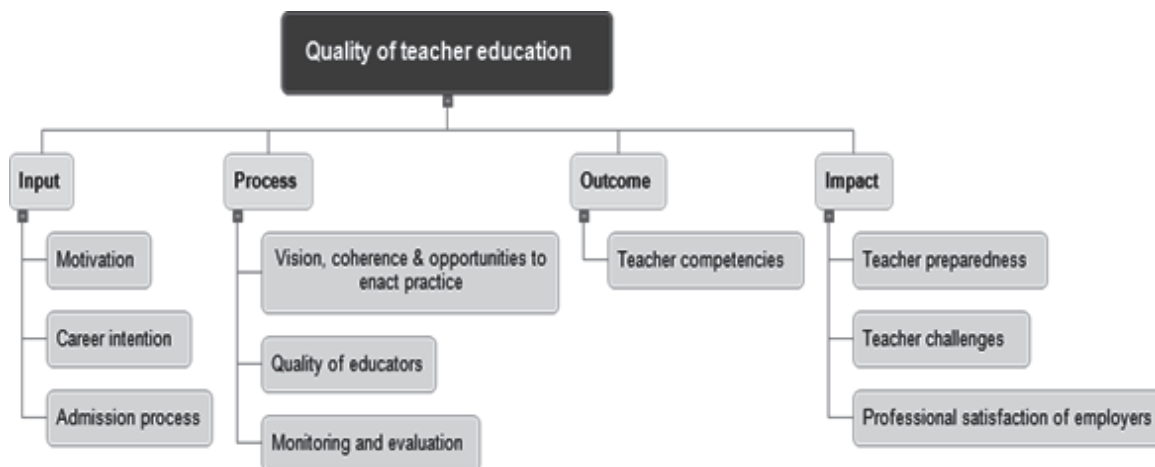 Quality of teacher education
Input
Process
Outcome
Impact
Motivation
Career intention
Admission process
Vision, coherence & opportunities to
enact practice
Quality of educators
Monitoring and evaluation
Teacher competencies
Teacher preparedness
Teacher challenges
Professional satisfaction of employers